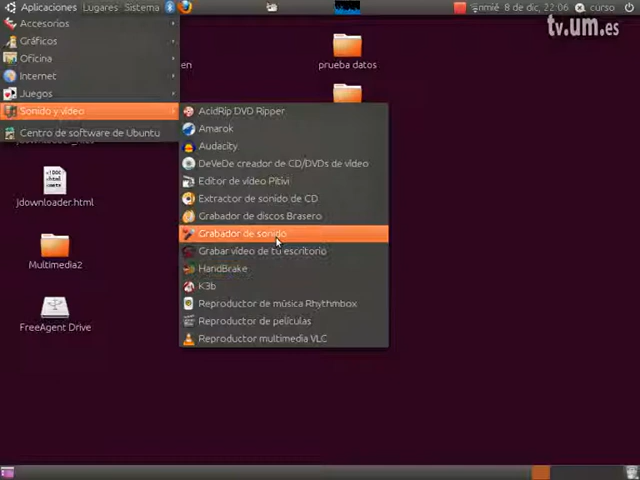 Aplicaciones Lugares Sistema
mié 8 de dic, 22:06 curso
tv.um.es
Accesorios
Gráficos
Oficina
Internet
Juegos
Sonido y vídeo
Centro de software de Ubuntu
AcidRip DVD Ripper
Amarok
Audacity
DeVeDe creador de CD/DVDs de vídeo
Editor de vídeo Pitivi
Extractor de sonido de CD
Grabador de discos Brasero
Grabador de sonido
Grabar vídeo de tu escritorio
HandBrake
K3b
Reproductor de música Rhythmbox
Reproductor de películas
Reproductor multimedia VLC
prueba datos
jdownloader.html
Multimedia2
FreeAgent Drive